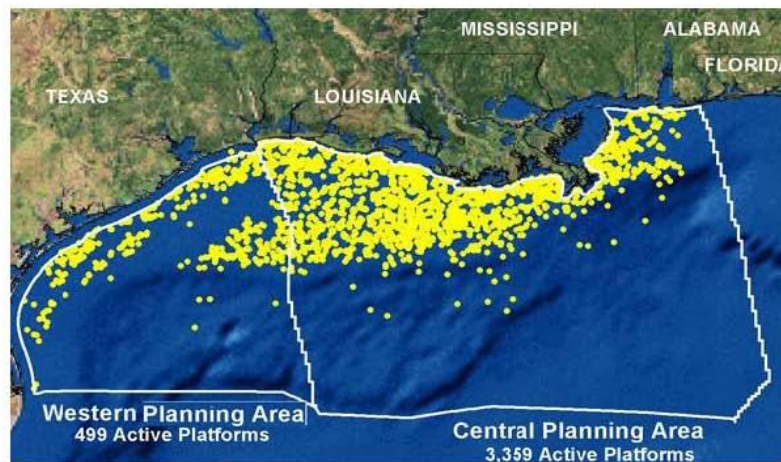 MISSISSIPPI
ALABAMA
FLORIDA
TEXAS
LOUISIANA
Western Planning Area
499 Active Platforms
Central Planning Area
3,359 Active Platforms